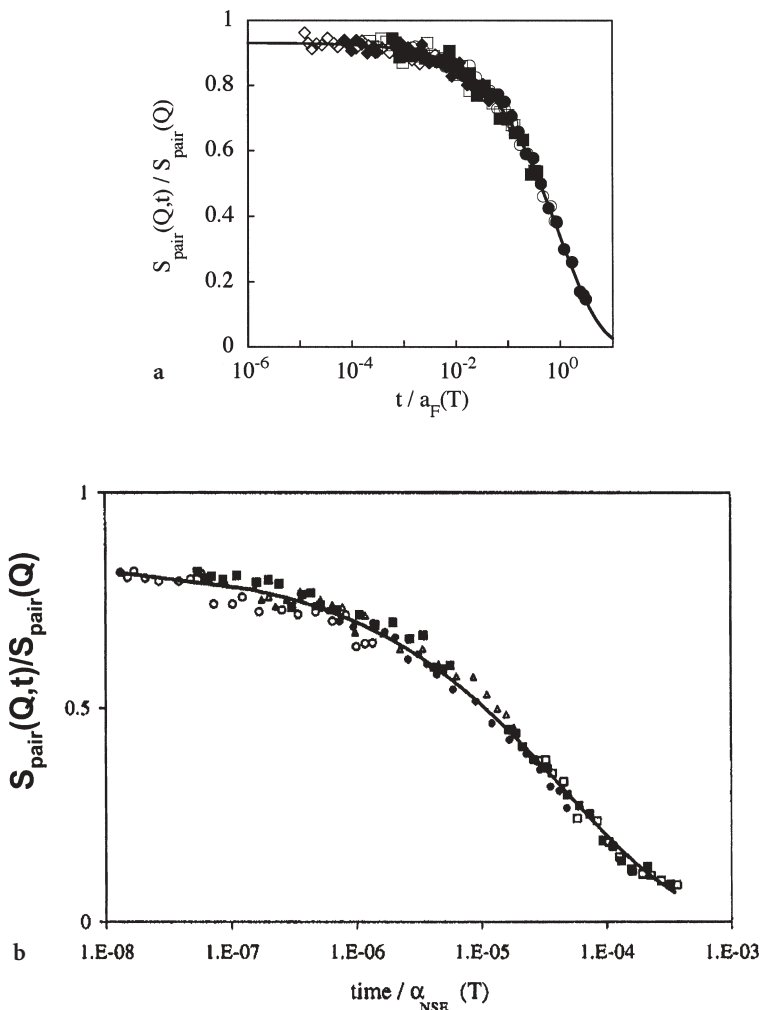 1
0.8
0.6
0.4
0.2
0
S_pair(Q,t) / S_pair(Q)
10^-6 10^-4 10^-2 10^0
a
t / a_F(T)
1
0.5
0
S_pair(Q,t)/S_pair(Q)
b
1.E-08 1.E-07 1.E-06 1.E-05 1.E-04 1.E-03
time / α_NSE (T)